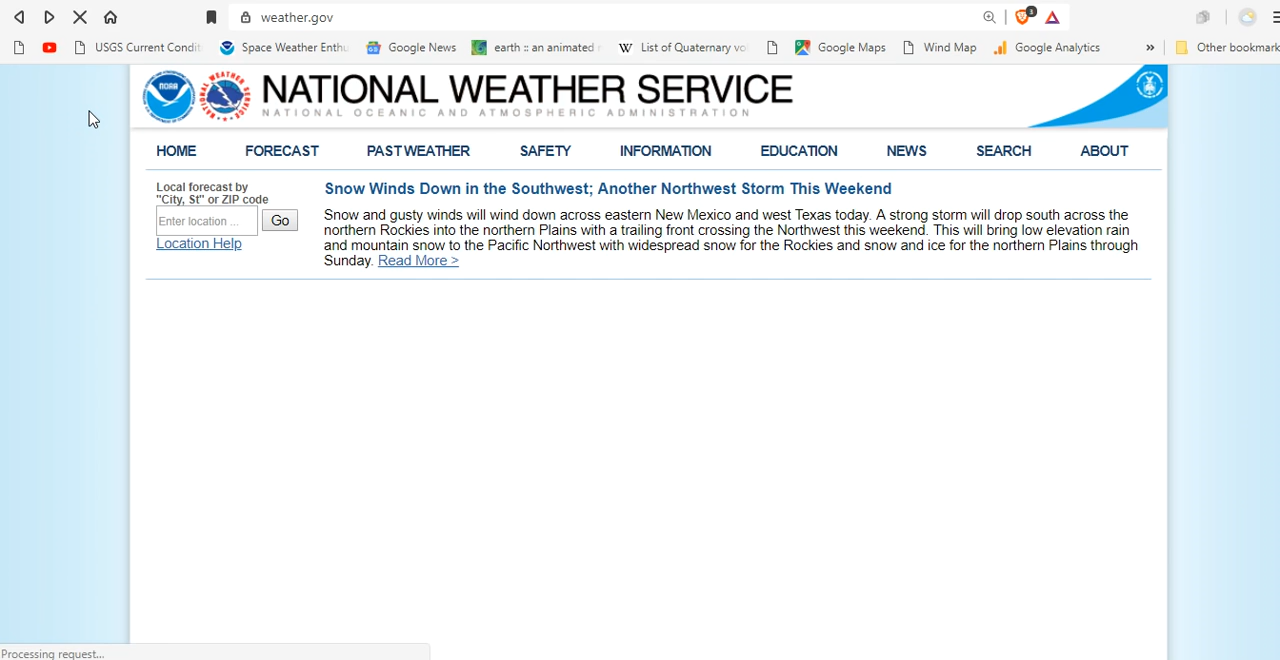 weather.gov
3
USGS Current Condit
Space Weather Enthu
Google News
earth :: an animated
List of Quaternary vo
Google Maps
Wind Map
Google Analytics
»
Other bookmark
NOAA
NATIONAL WEATHER SERVICE
NATIONAL OCEANIC AND ATMOSPHERIC ADMINISTRATION
HOME FORECAST PAST WEATHER SAFETY INFORMATION EDUCATION NEWS SEARCH ABOUT
Local forecast by
"City, St" or ZIP code
Enter location ...
Go
Location Help
Snow Winds Down in the Southwest; Another Northwest Storm This Weekend
Snow and gusty winds will wind down across eastern New Mexico and west Texas today. A strong storm will drop south across the
northern Rockies into the northern Plains with a trailing front crossing the Northwest this weekend. This will bring low elevation rain
and mountain snow to the Pacific Northwest with widespread snow for the Rockies and snow and ice for the northern Plains through
Sunday. Read More >
Processing request...